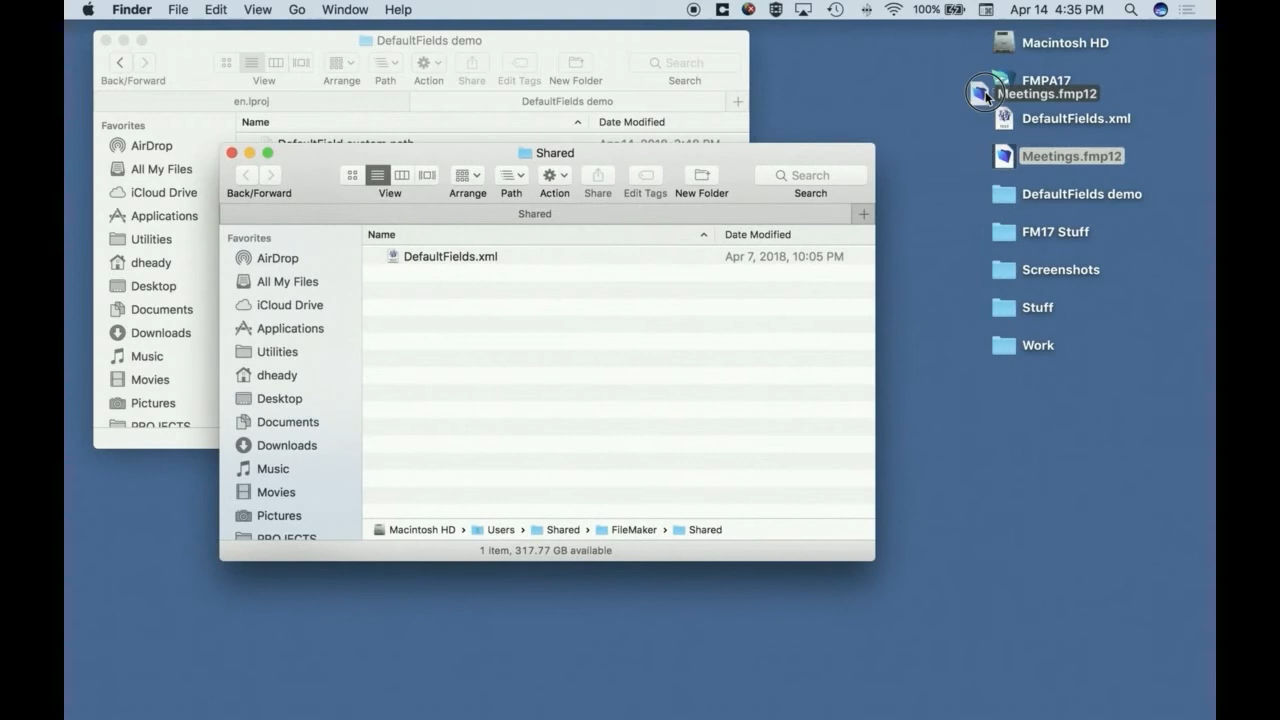 Finder File Edit View Go Window Help 100% Apr 14 4:35 PM
DefaultFields demo
Back/Forward View Arrange Path Action Share Edit Tags New Folder Search
Search
en.lproj DefaultFields demo +
Favorites
AirDrop
All My Files
iCloud Drive
Applications
Utilities
dheady
Desktop
Documents
Downloads
Music
Movies
Pictures
PROJECTS
Name Date Modified
Shared
Search
Back/Forward View Arrange Path Action Share Edit Tags New Folder Search
Shared +
Favorites
AirDrop
All My Files
iCloud Drive
Applications
Utilities
dheady
Desktop
Documents
Downloads
Music
Movies
Pictures
PROJECTS
Name Date Modified
DefaultFields.xml Apr 7, 2018, 10:05 PM
Macintosh HD › Users › Shared › FileMaker › Shared
1 item, 317.77 GB available
Macintosh HD
FMPA17
Meetings.fmp12
DefaultFields.xml
Meetings.fmp12
DefaultFields demo
FM17 Stuff
Screenshots
Stuff
Work